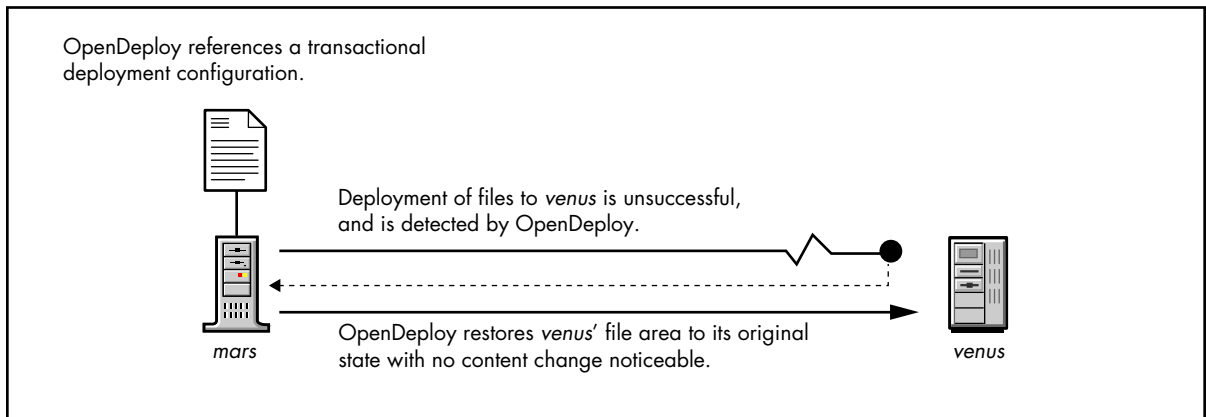 OpenDeploy references a transactional
deployment configuration.
Deployment of files to venus is unsuccessful,
and is detected by OpenDeploy.
OpenDeploy restores venus’ file area to its original
state with no content change noticeable.
mars
venus